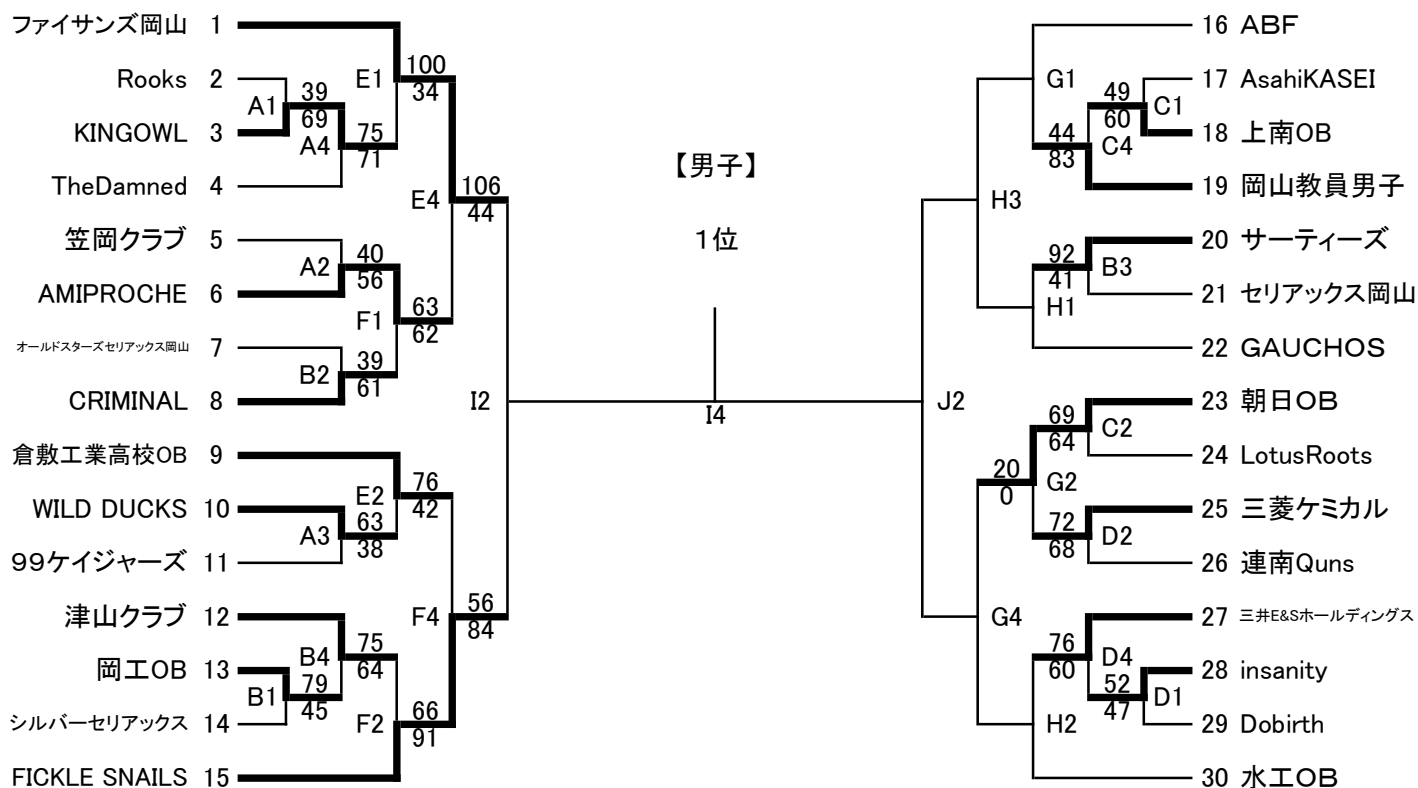 ファイサンズ岡山 1
Rooks 2
KINGOWL 3
TheDamned 4
笠岡クラブ 5
AMIPROCHE 6
オールドスターズセリアックス岡山 7
CRIMINAL 8
倉敷工業高校OB 9
WILD DUCKS 10
99ケイジャーズ 11
津山クラブ 12
岡工OB 13
シルバーセリアックス 14
FICKLE SNAILS 15
A1
39
69
A4
75
71
E1
100
34
A2
40
56
F1
B2
39
61
63
62
E4
106
44
A3
63
38
E2
76
42
B1
79
45
B4
75
64
F2
66
91
F4
56
84
I2
【男子】
1位
I4
J2
H3
G1
44
83
49
60
C4
C1
92
41
B3
H1
69
64
C2
20
0
G2
72
68
D2
G4
76
60
D4
52
47
D1
H2
16 ABF
17 AsahiKASEI
18 上南OB
19 岡山教員男子
20 サーティーズ
21 セリアックス岡山
22 GAUCHOS
23 朝日OB
24 LotusRoots
25 三菱ケミカル
26 連南Quns
27 三井E&Sホールディングス
28 insanity
29 Dobirth
30 水工OB